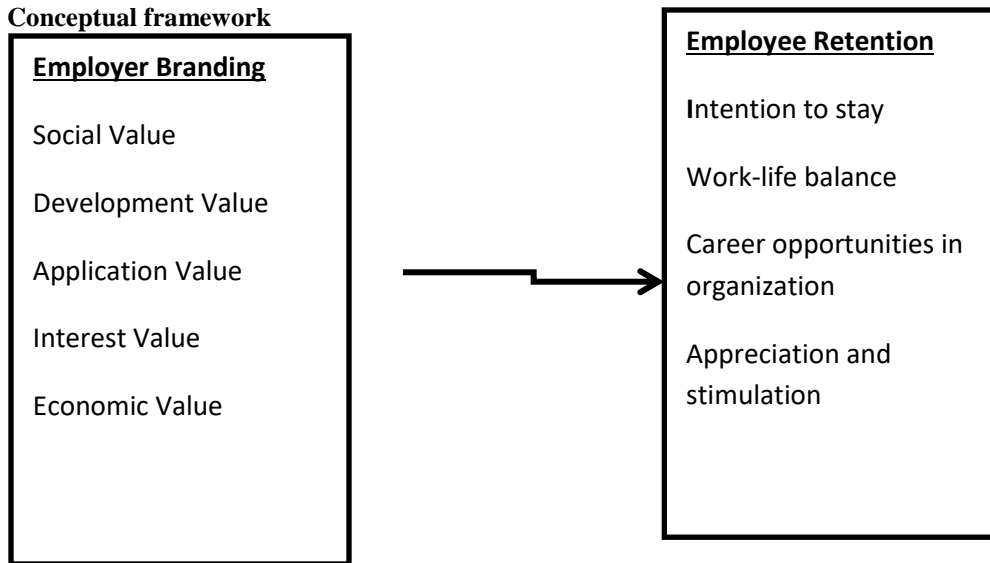 Conceptual framework
Employer Branding
Social Value
Development Value
Application Value
Interest Value
Economic Value
Employee Retention
Intention to stay
Work-life balance
Career opportunities in
organization
Appreciation and
stimulation